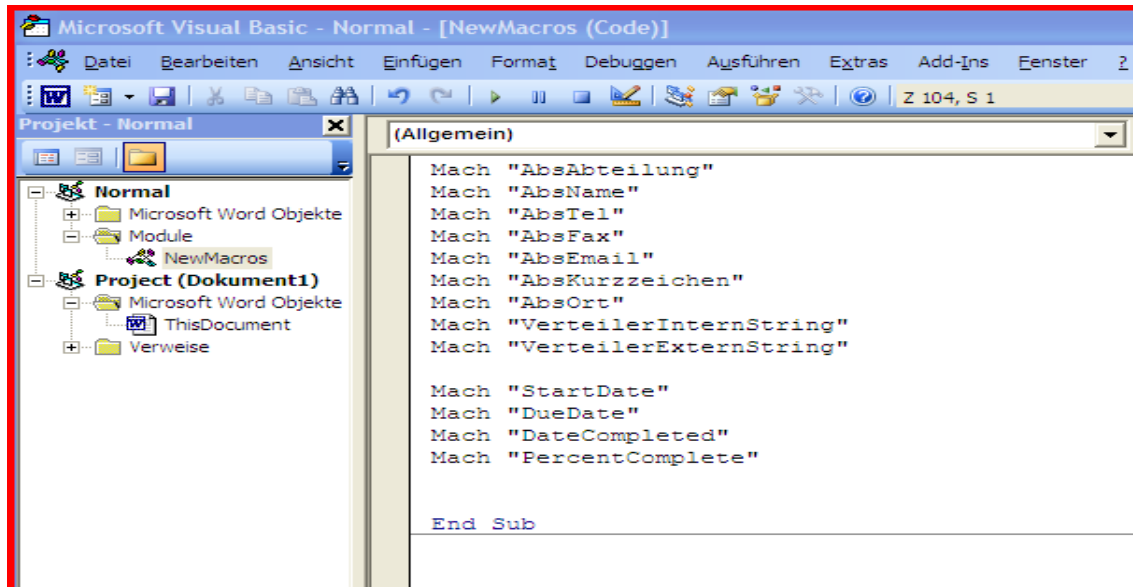 Microsoft Visual Basic - Normal - [NewMacros (Code)]
Datei Bearbeiten Ansicht Einfügen Format Debuggen Ausführen Extras Add-Ins Fenster ?
Z 104, S 1
Projekt - Normal
(Allgemein)
Normal
Microsoft Word Objekte
Module
NewMacros
Project (Dokument1)
Microsoft Word Objekte
ThisDocument
Verweise
Mach "AbsAbteilung"
Mach "AbsName"
Mach "AbsTel"
Mach "AbsFax"
Mach "AbsEmail"
Mach "AbsKurzzeichen"
Mach "AbsOrt"
Mach "VerteilerInternString"
Mach "VerteilerExternString"
Mach "StartDate"
Mach "DueDate"
Mach "DateCompleted"
Mach "PercentComplete"
End Sub